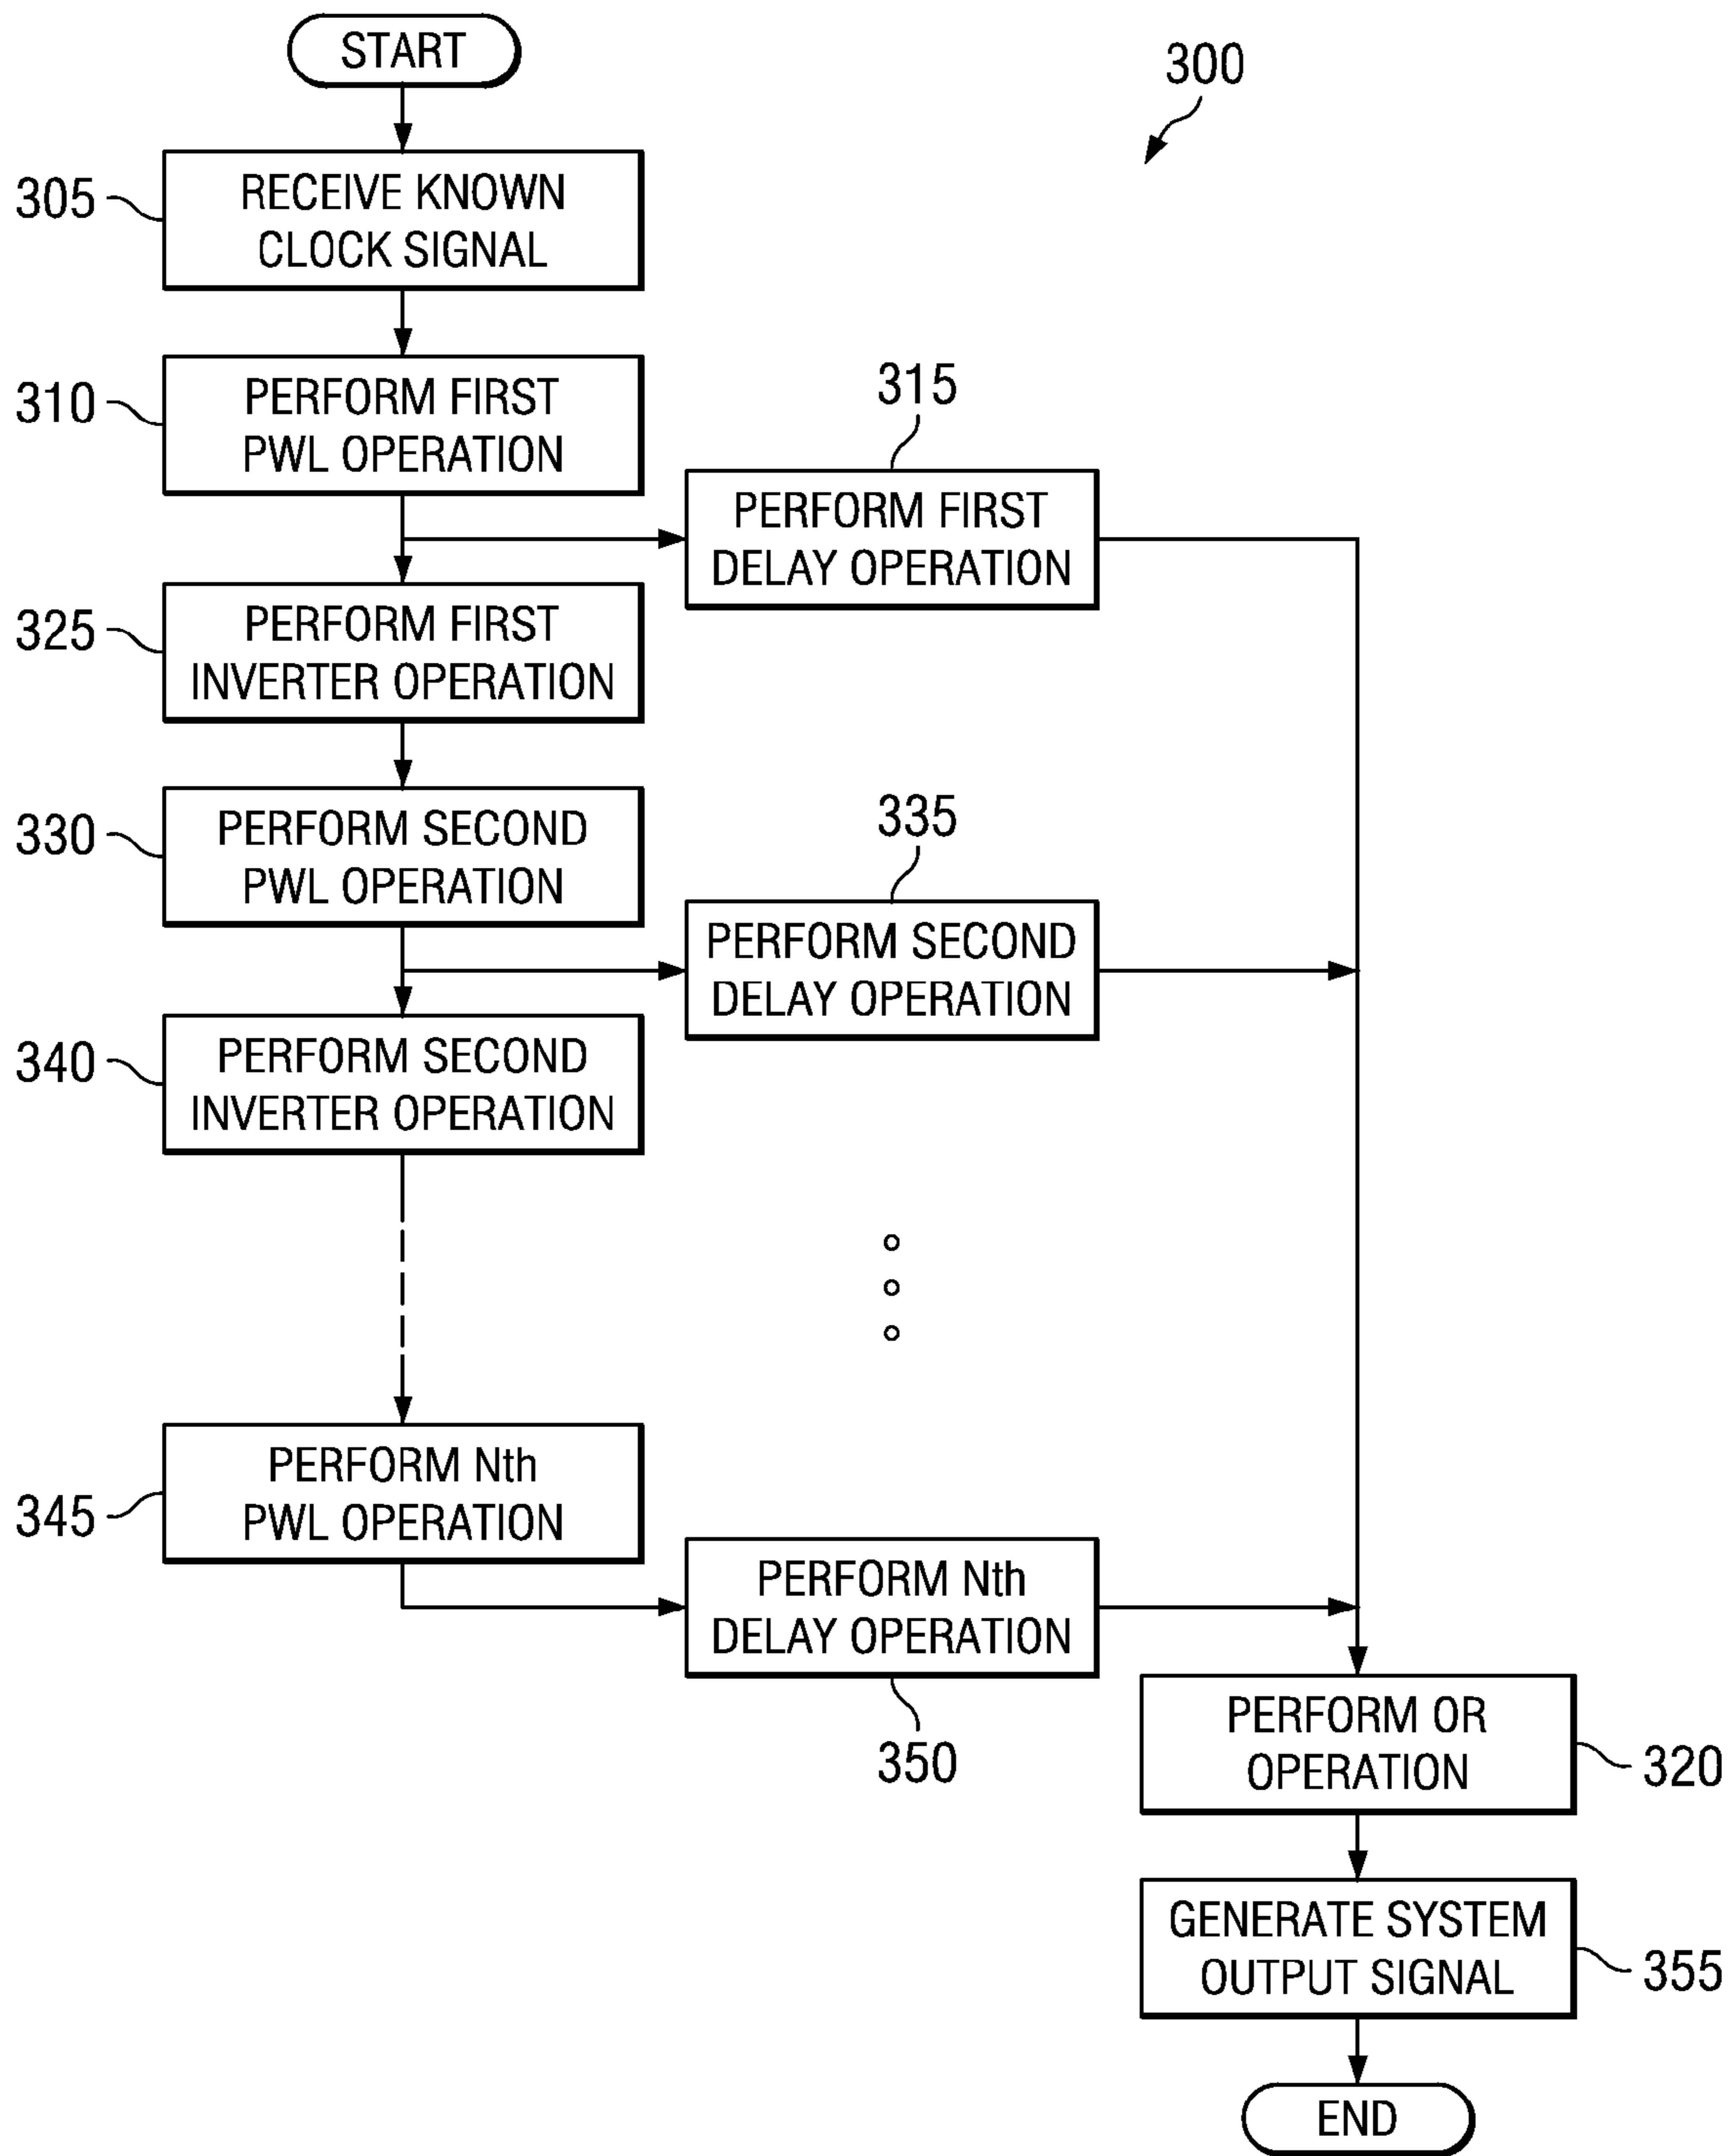 START
300
305
RECEIVE KNOWN
CLOCK SIGNAL
310
PERFORM FIRST
PWL OPERATION
315
PERFORM FIRST
DELAY OPERATION
325
PERFORM FIRST
INVERTER OPERATION
330
PERFORM SECOND
PWL OPERATION
335
PERFORM SECOND
DELAY OPERATION
340
PERFORM SECOND
INVERTER OPERATION
345
PERFORM Nth
PWL OPERATION
PERFORM Nth
DELAY OPERATION
350
PERFORM OR
OPERATION
320
GENERATE SYSTEM
OUTPUT SIGNAL
355
END